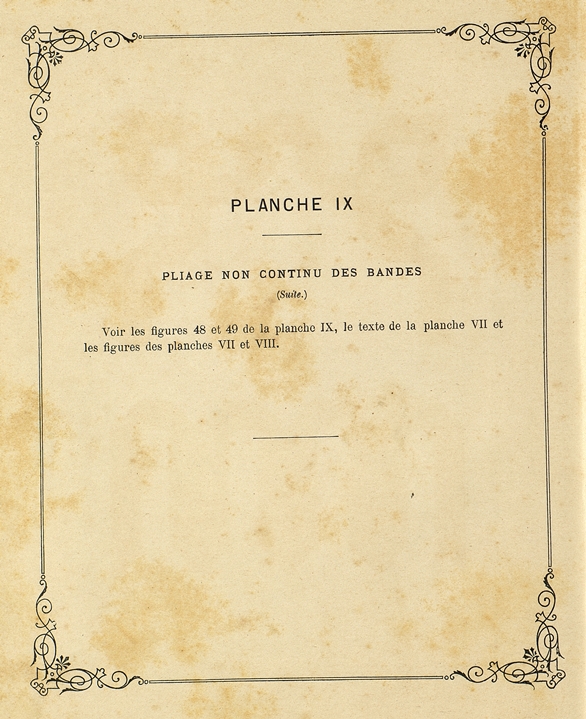 PLANCHE IX
PLIAGE NON CONTINU DES BANDES
(Suite.)
Voir les figures 48 et 49 de la planche IX, le texte de la planche VII et
les figures des planches VII et VIII.